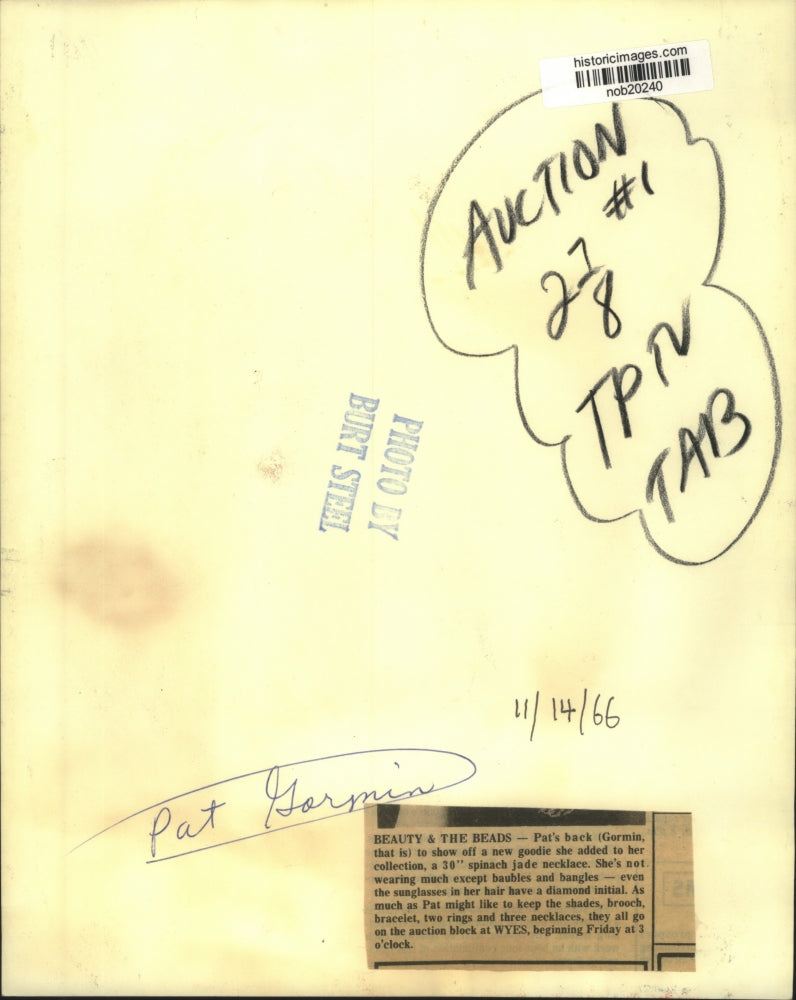 historicimages.com
nob20240
AUCTION
#1
27
8
TP TV
TAB
PHOTO BY
BURT STEEL
11/14/66
Pat Gormin
BEAUTY & THE BEADS — Pat's back (Gormin,
that is) to show off a new goodie she added to her
collection, a 30" spinach jade necklace. She's not
wearing much except baubles and bangles — even
the sunglasses in her hair have a diamond initial. As
much as Pat might like to keep the shades, brooch,
bracelet, two rings and three necklaces, they all go
on the auction block at WYES, beginning Friday at 3
o'clock.